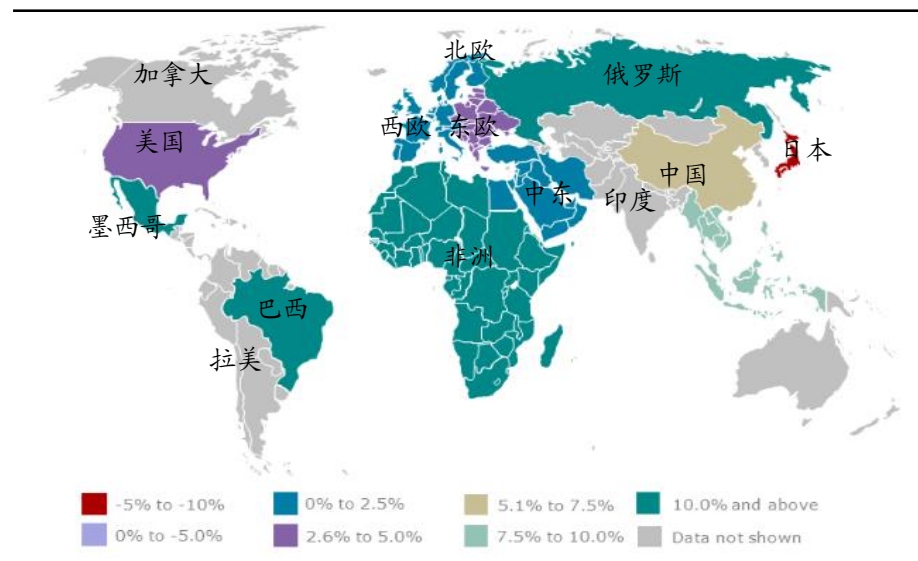 北欧
加拿大
俄罗斯
西欧
东欧
美国
日本
中国
中东
印度
墨西哥
非洲
巴西
拉美
-5% to -10%
0% to 2.5%
5.1% to 7.5%
10.0% and above
0% to -5.0%
2.6% to 5.0%
7.5% to 10.0%
Data not shown